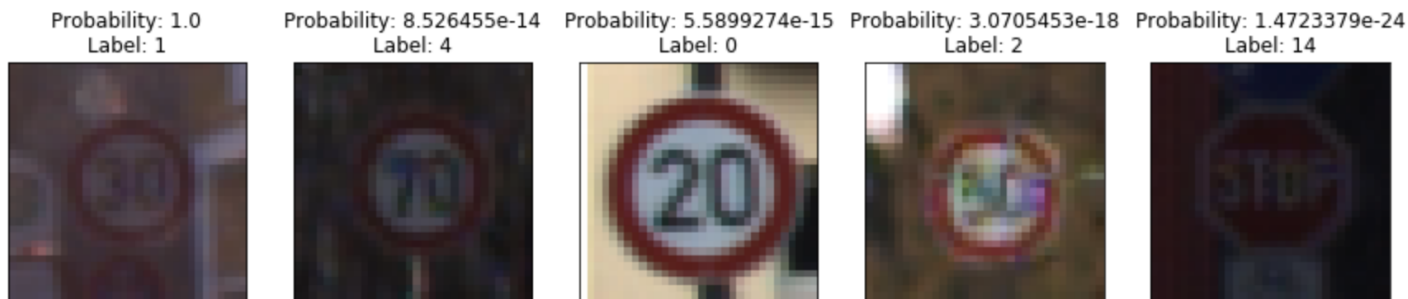 Probability: 1.0
Label: 1
Probability: 8.526455e-14
Label: 4
Probability: 5.5899274e-15
Label: 0
Probability: 3.0705453e-18
Label: 2
Probability: 1.4723379e-24
Label: 14
30
70
20
STOP